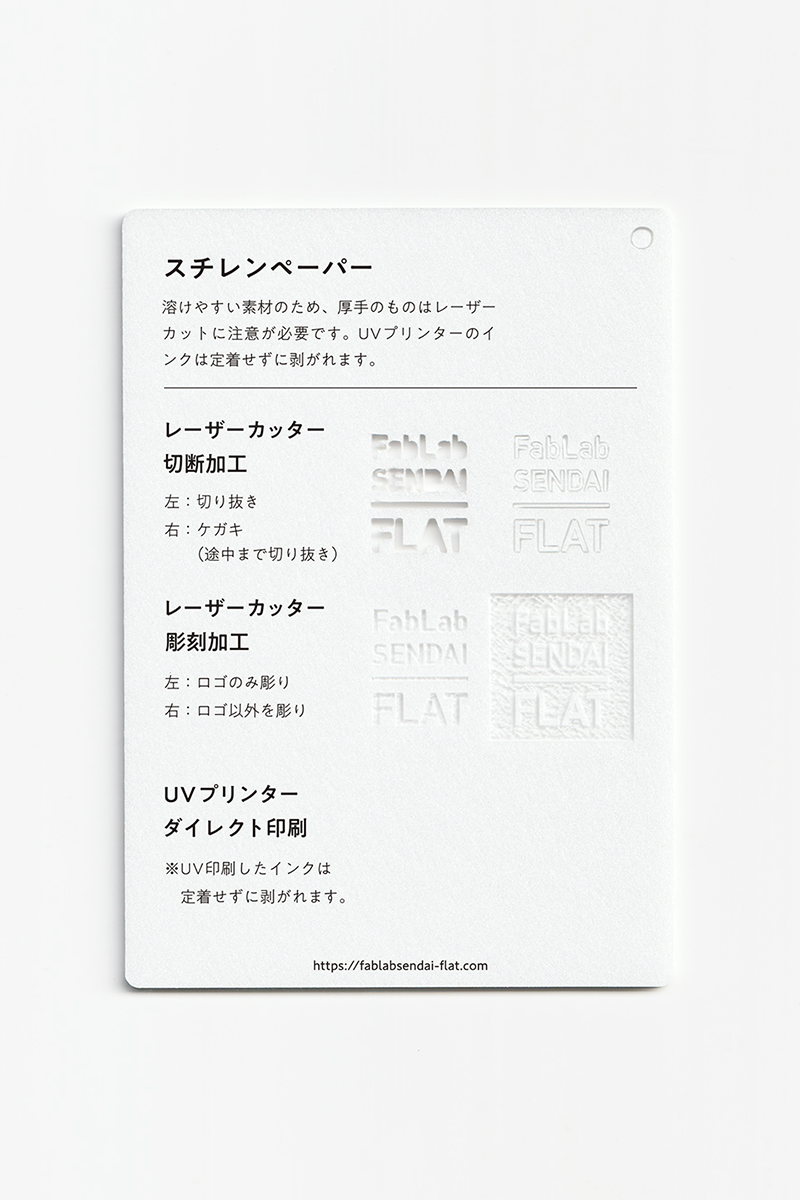 スチレンペーパー
溶けやすい素材のため、厚手のものはレーザー
カットに注意が必要です。UVプリンターのイ
ンクは定着せずに剥がれます。
レーザーカッター
切断加工
左：切り抜き
右：ケガキ
（途中まで切り抜き）
FabLab
SENDAI
FLAT
FabLab
SENDAI
FLAT
レーザーカッター
彫刻加工
左：ロゴのみ彫り
右：ロゴ以外を彫り
FabLab
SENDAI
FLAT
FabLab
SENDAI
FLAT
UVプリンター
ダイレクト印刷
※UV印刷したインクは
定着せずに剥がれます。
https://fablabsendai-flat.com